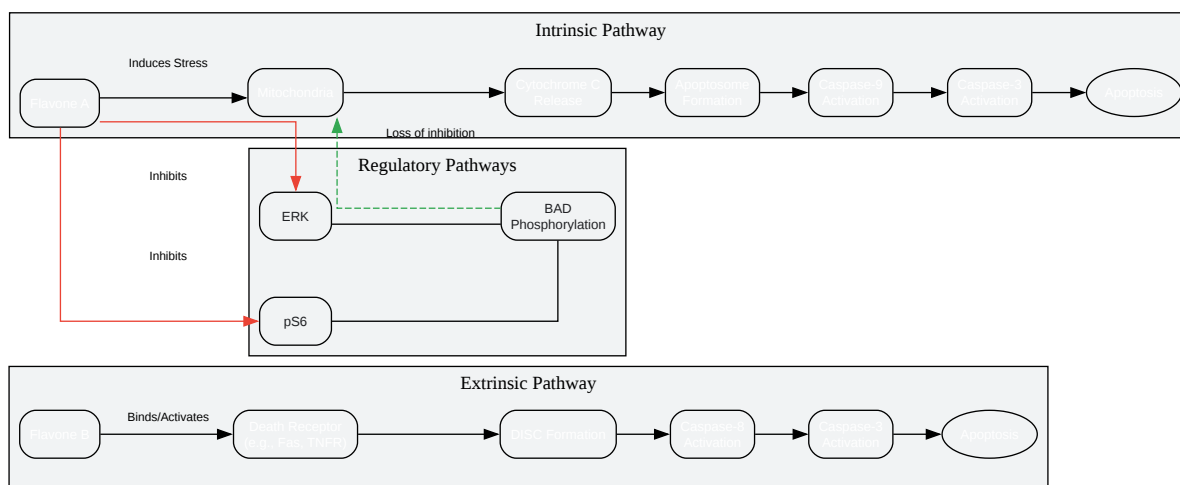 Intrinsic Pathway
Induces Stress
Flavone A
Mitochondria
Cytochrome C
Release
Apoptosome
Formation
Caspase-9
Activation
Caspase-3
Activation
Apoptosis
Loss of inhibition
Inhibits
Regulatory Pathways
ERK
BAD
Phosphorylation
Inhibits
pS6
Extrinsic Pathway
Binds/Activates
Flavone B
Death Receptor
(e.g., Fas, TNFR)
DISC Formation
Caspase-8
Activation
Caspase-3
Activation
Apoptosis